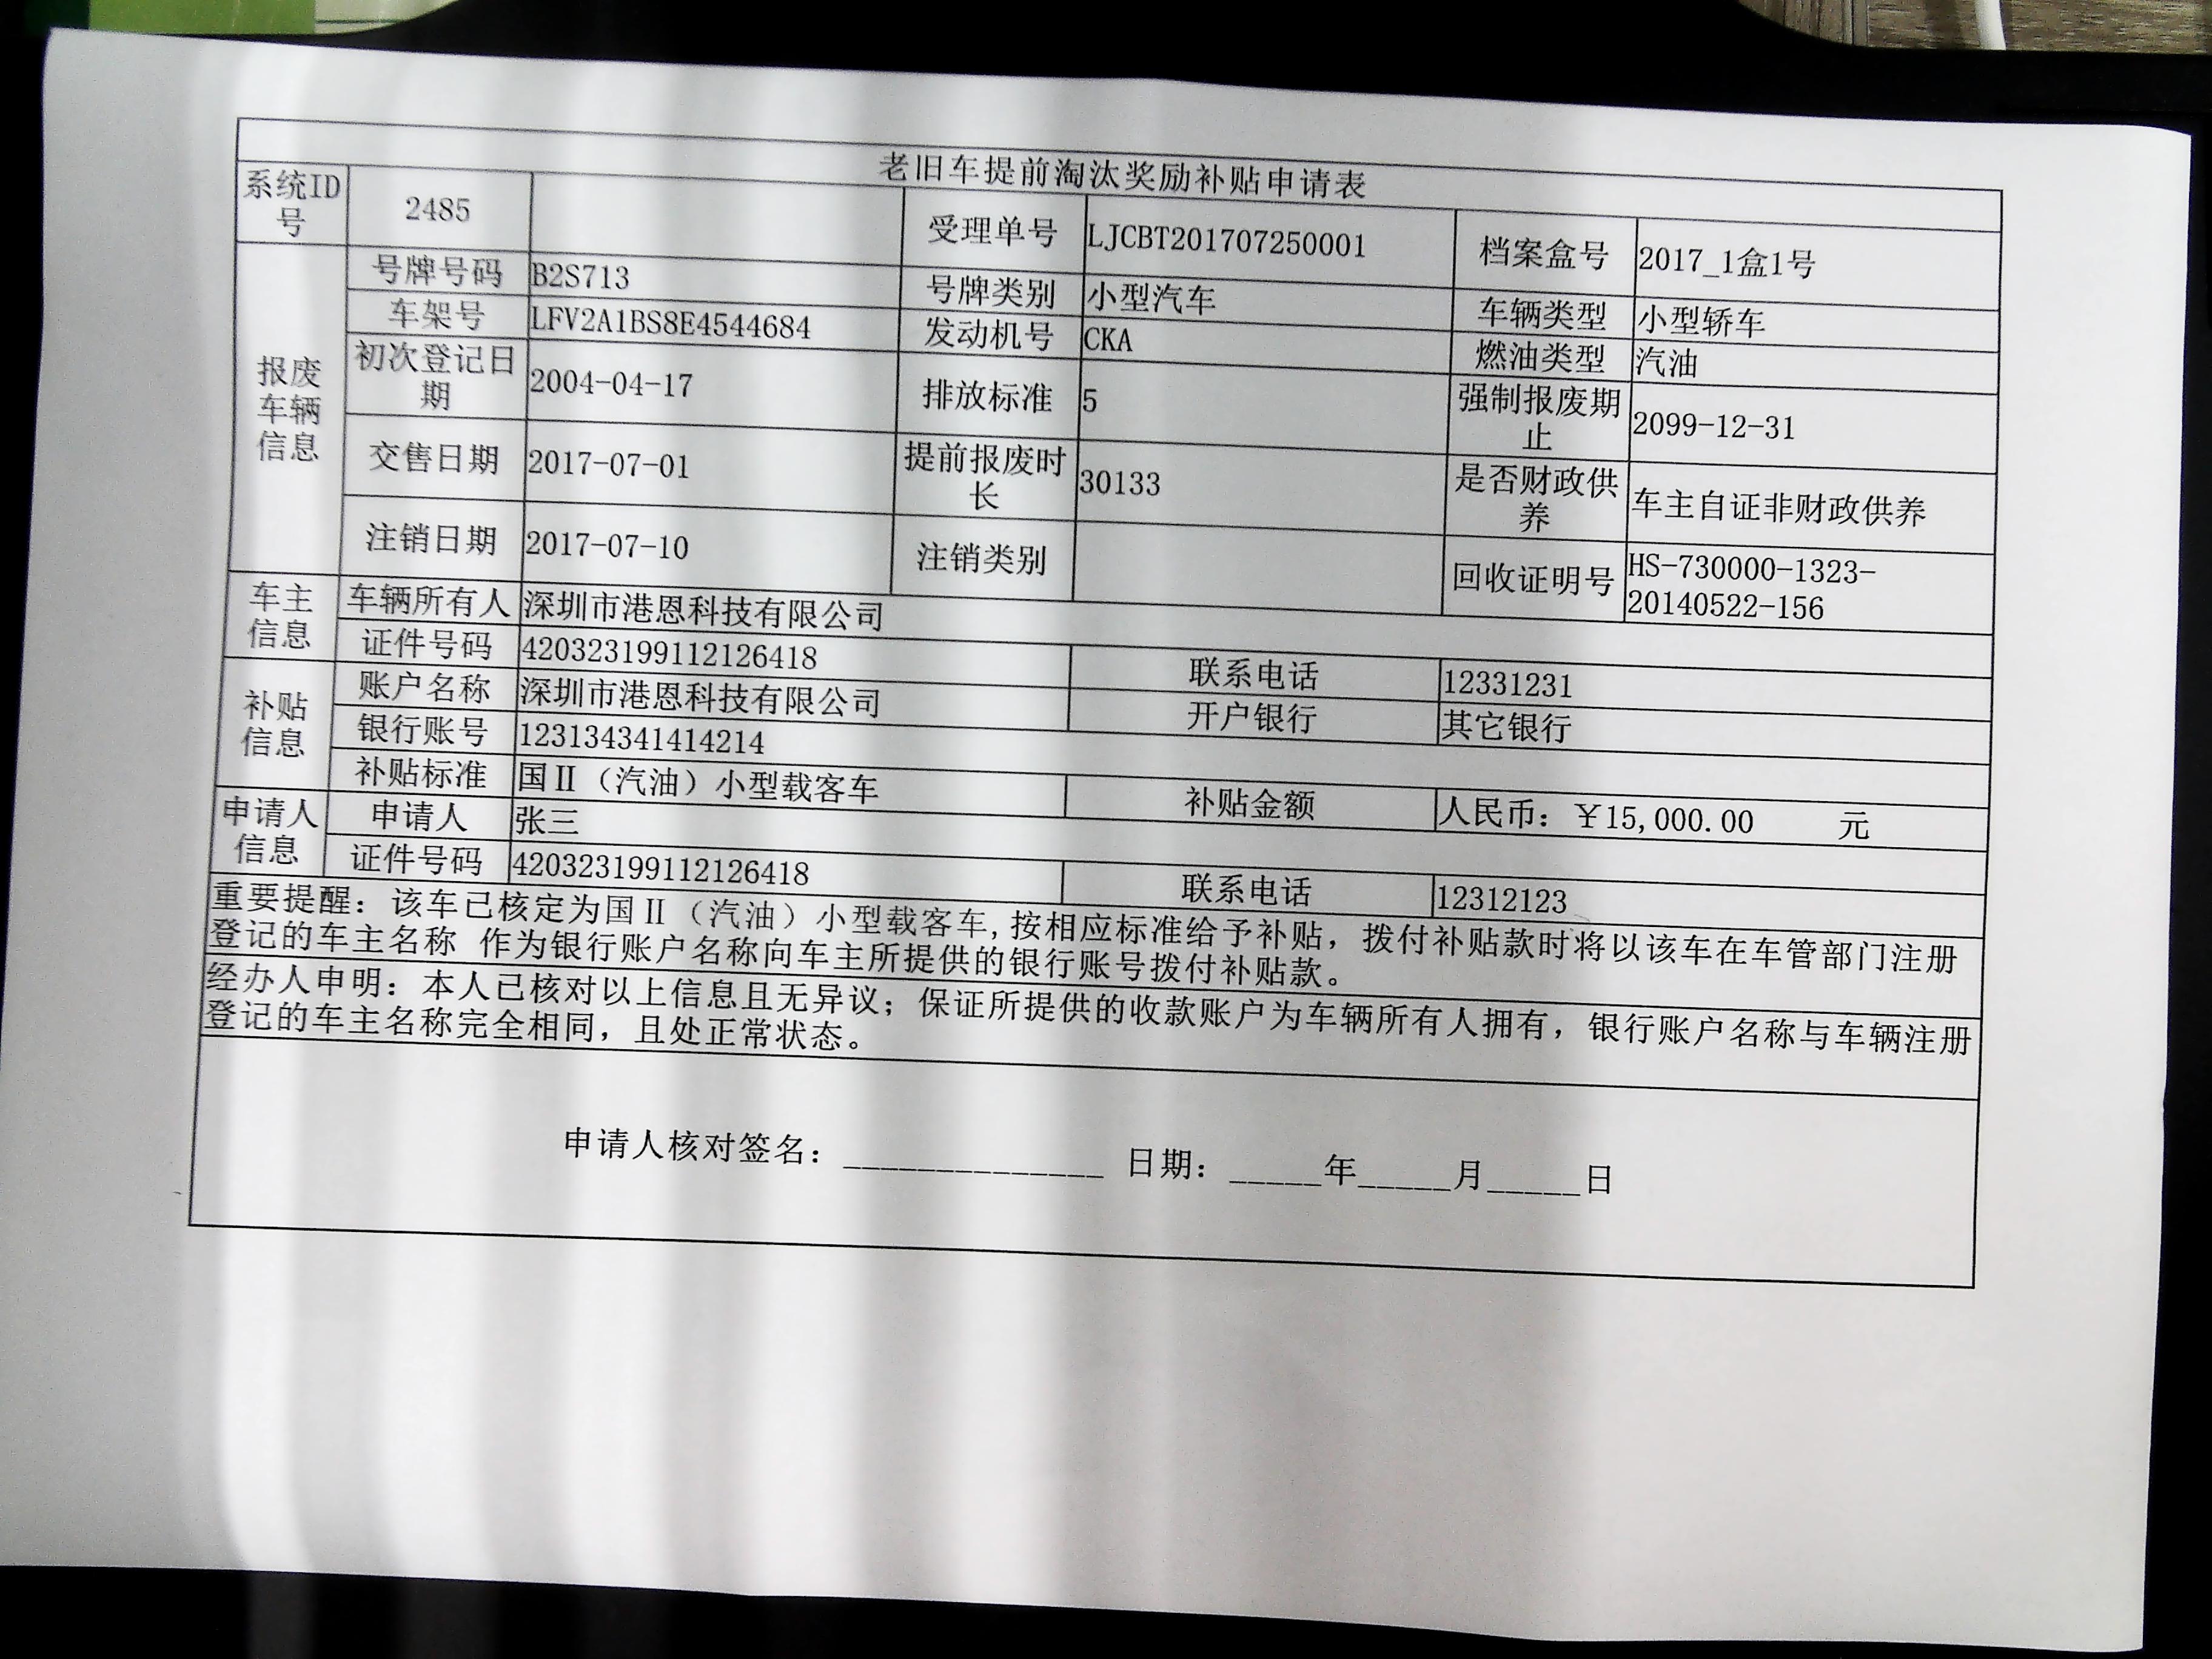 老旧车提前淘汰奖励补贴申请表
系统ID号 2485 受理单号 LJCBT201707250001 档案盒号 2017_1盒1号
报废车辆信息
号牌号码 B2S713 号牌类别 小型汽车 车辆类型 小型轿车
车架号 LFV2A1BS8E4544684 发动机号 CKA 燃油类型 汽油
初次登记日期 2004-04-17 排放标准 5 强制报废期止 2099-12-31
交售日期 2017-07-01 提前报废时长 30133 是否财政供养 车主自证非财政供养
注销日期 2017-07-10 注销类别 回收证明号 HS-730000-1323-20140522-156
车主信息
车辆所有人 深圳市港恩科技有限公司
证件号码 420323199112126418 联系电话 12331231
补贴信息
账户名称 深圳市港恩科技有限公司 开户银行 其它银行
银行账号 123134341414214
补贴标准 国Ⅱ（汽油）小型载客车 补贴金额 人民币：￥15,000.00 元
申请人信息
申请人 张三
证件号码 420323199112126418 联系电话 12312123
重要提醒：该车已核定为国Ⅱ（汽油）小型载客车,按相应标准给予补贴，拨付补贴款时将以该车在车管部门注册
登记的车主名称 作为银行账户名称向车主所提供的银行账号拨付补贴款。
经办人申明：本人已核对以上信息且无异议；保证所提供的收款账户为车辆所有人拥有，银行账户名称与车辆注册
登记的车主名称完全相同，且处正常状态。
申请人核对签名：______________ 日期：_____年_____月_____日